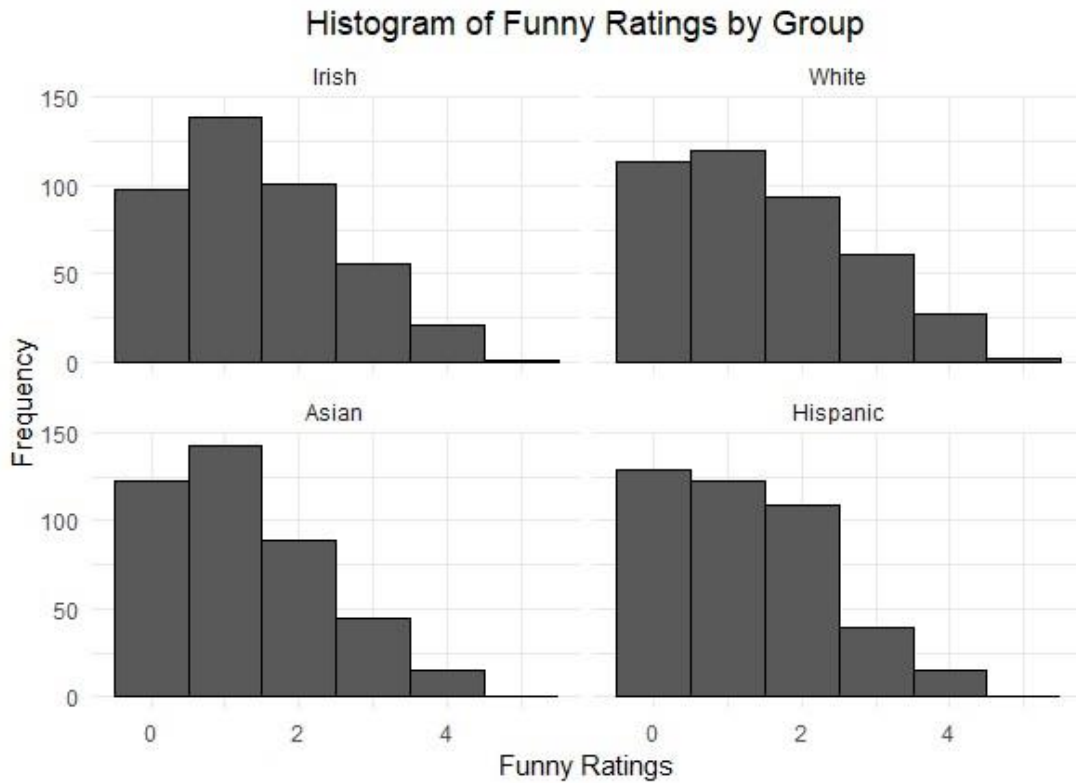 Histogram of Funny Ratings by Group
Irish
White
150
100
50
0
Frequency
Asian
Hispanic
150
100
50
0
0 2 4
0 2 4
Funny Ratings